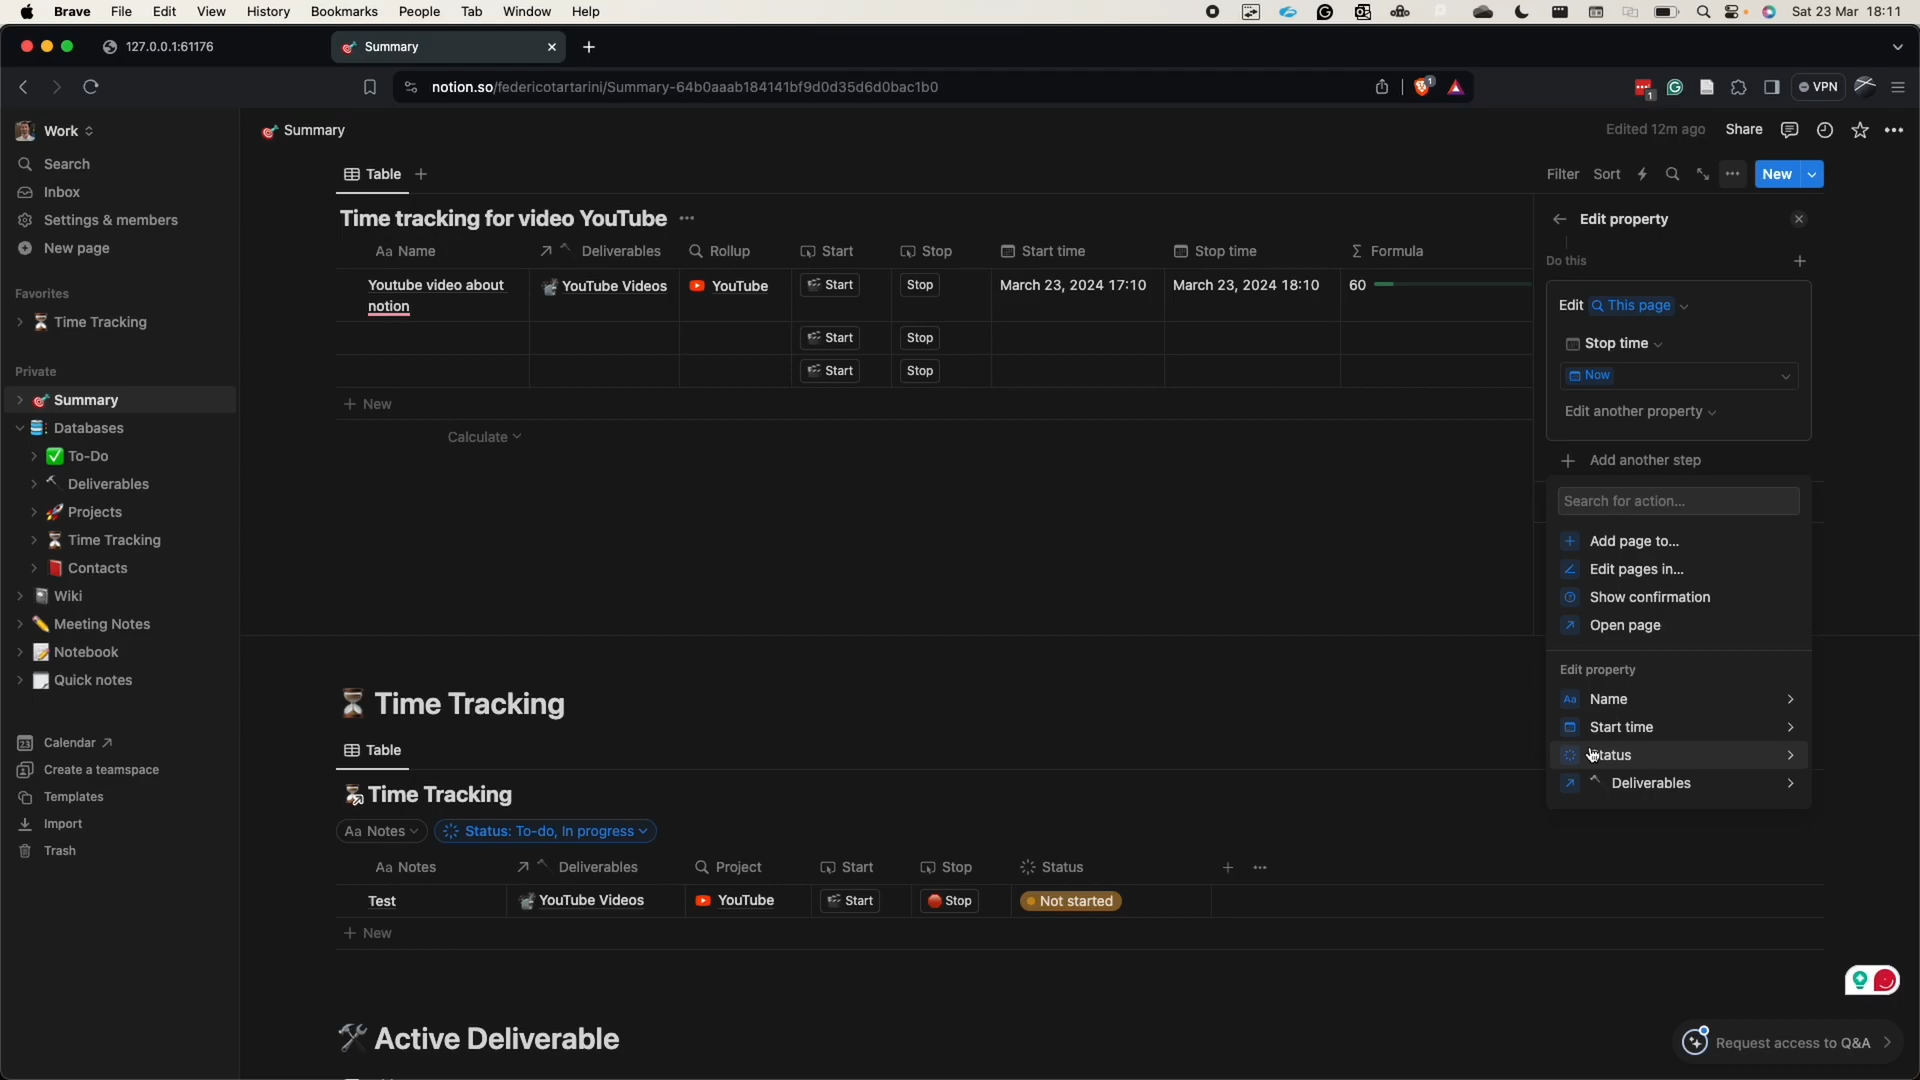 Brave File Edit View History Bookmarks People Tab Window Help Sat 23 Mar 18:11
127.0.0.1:61176 Summary
notion.so/federicotartarini/Summary-64b0aaab184141bf9d0d35d6d0bac1b0 1 1 VPN
Work
Summary
Edited 12m ago Share
Search
Inbox
Settings & members
New page
Favorites
Time Tracking
Private
Summary
Databases
To-Do
Deliverables
Projects
Time Tracking
Contacts
Wiki
Meeting Notes
Notebook
Quick notes
Calendar ↗
Create a teamspace
Templates
Import
Trash
Table
Filter Sort New
Time tracking for video YouTube
Aa Name Deliverables Rollup Start Stop Start time Stop time Σ Formula
Youtube video about YouTube Videos YouTube Start Stop March 23, 2024 17:10 March 23, 2024 18:10 60
notion
Start Stop
Start Stop
+ New
Calculate
Edit property
Do this
Edit This page
Stop time
Now
Edit another property
+ Add another step
Search for action...
Add page to...
Edit pages in...
Show confirmation
Open page
Edit property
Aa Name
Start time
Status
Deliverables
Time Tracking
Table
Time Tracking
Aa Notes Status: To-do, In progress
Aa Notes Deliverables Project Start Stop Status
Test YouTube Videos YouTube Start Stop Not started
+ New
Active Deliverable
Request access to Q&A